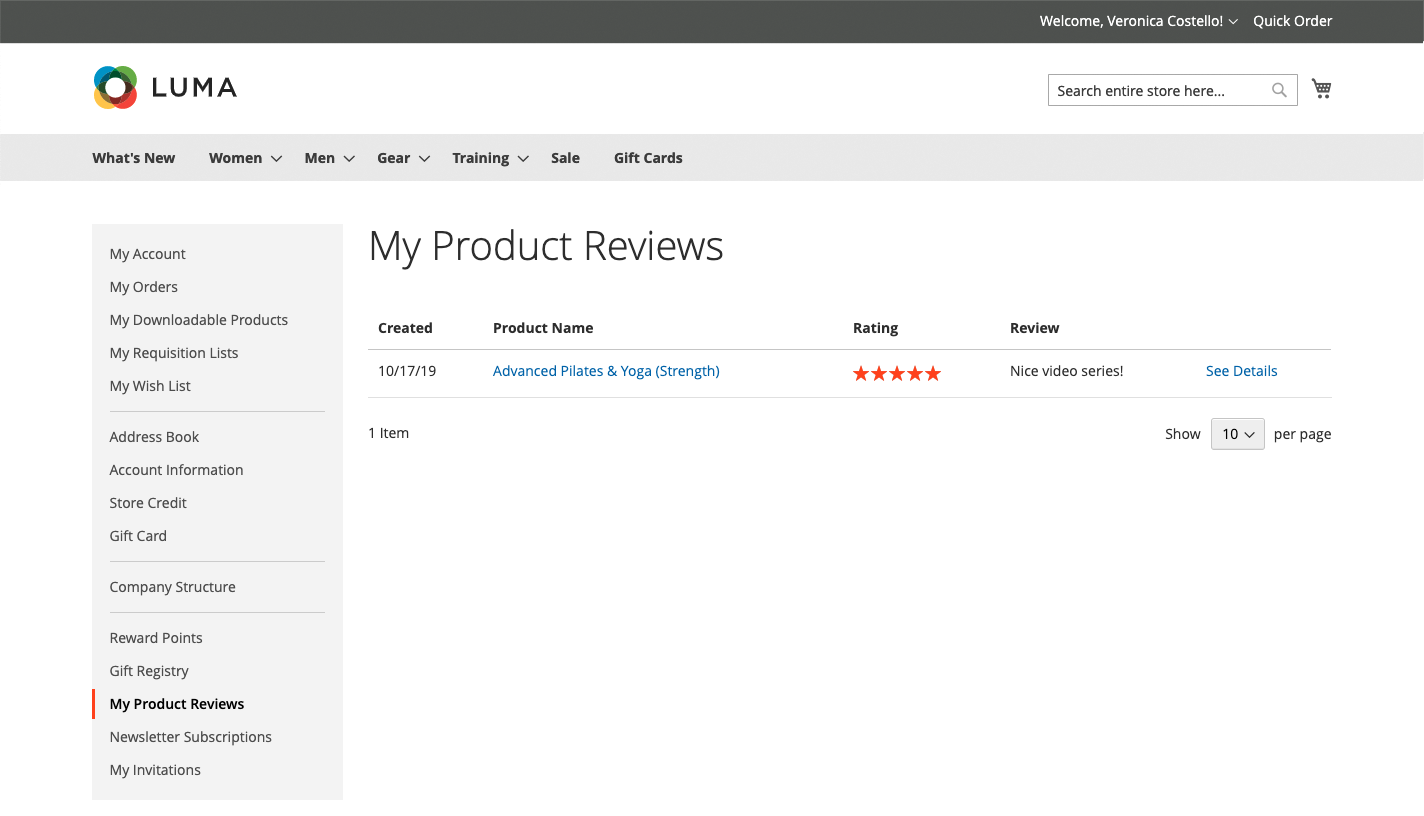 Welcome, Veronica Costello! Quick Order
LUMA
Search entire store here...
What's New Women Men Gear Training Sale Gift Cards
My Account
My Orders
My Downloadable Products
My Requisition Lists
My Wish List
Address Book
Account Information
Store Credit
Gift Card
Company Structure
Reward Points
Gift Registry
My Product Reviews
Newsletter Subscriptions
My Invitations
My Product Reviews
Created Product Name Rating Review
10/17/19 Advanced Pilates & Yoga (Strength) Nice video series! See Details
1 Item Show 10 per page